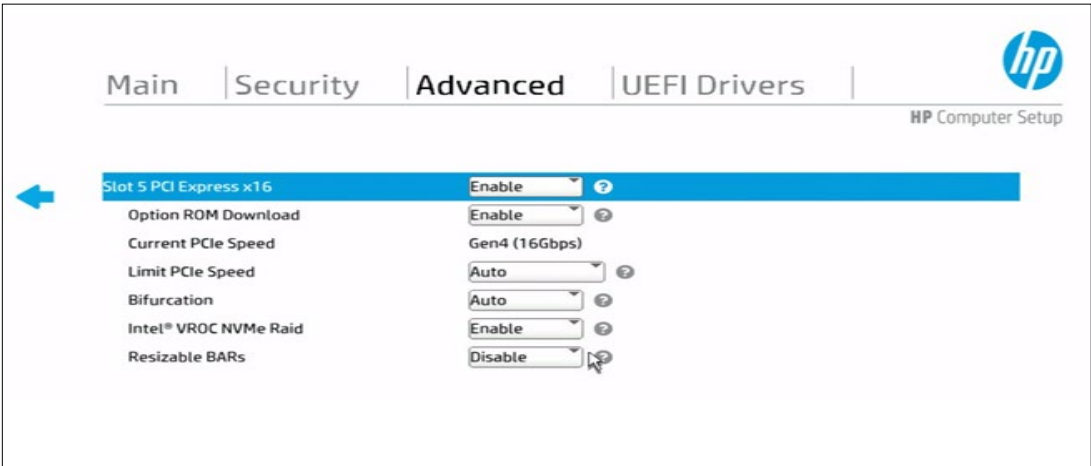 hp
Main Security Advanced UEFI Drivers
HP Computer Setup
Slot 5 PCI Express x16 Enable ?
Option ROM Download Enable ?
Current PCIe Speed Gen4 (16Gbps)
Limit PCIe Speed Auto ?
Bifurcation Auto ?
Intel® VROC NVMe Raid Enable ?
Resizable BARs Disable ?